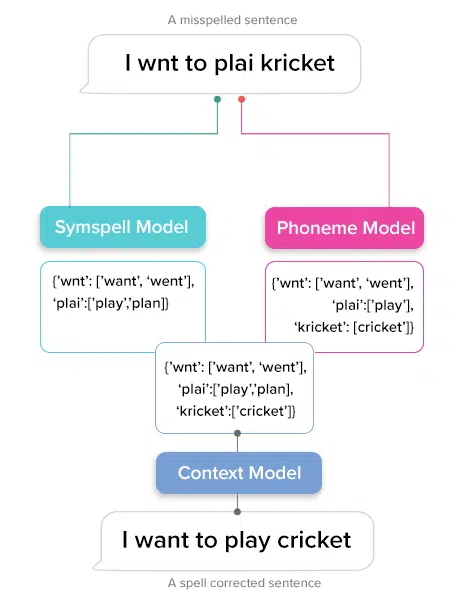 A misspelled sentence
I wnt to plai kricket
Symspell Model
Phoneme Model
{'wnt': ['want', 'went'],
'plai':['play','plan]}
{'wnt': ['want', 'went'],
'plai':['play'],
'kricket': [cricket']}
{'wnt': ['want', 'went'],
'plai':['play','plan],
'kricket':['cricket']}
Context Model
I want to play cricket
A spell corrected sentence